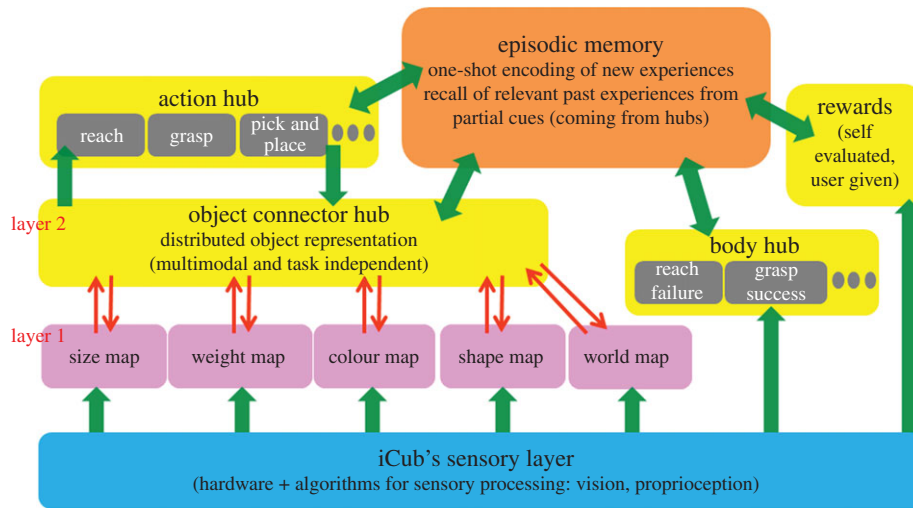 episodic memory
one-shot encoding of new experiences
recall of relevant past experiences from
partial cues (coming from hubs)
action hub
reach
grasp
pick and
place
rewards
(self
evaluated,
user given)
layer 2
object connector hub
distributed object representation
(multimodal and task independent)
body hub
reach
failure
grasp
success
layer 1
size map
weight map
colour map
shape map
world map
iCub's sensory layer
(hardware + algorithms for sensory processing: vision, proprioception)